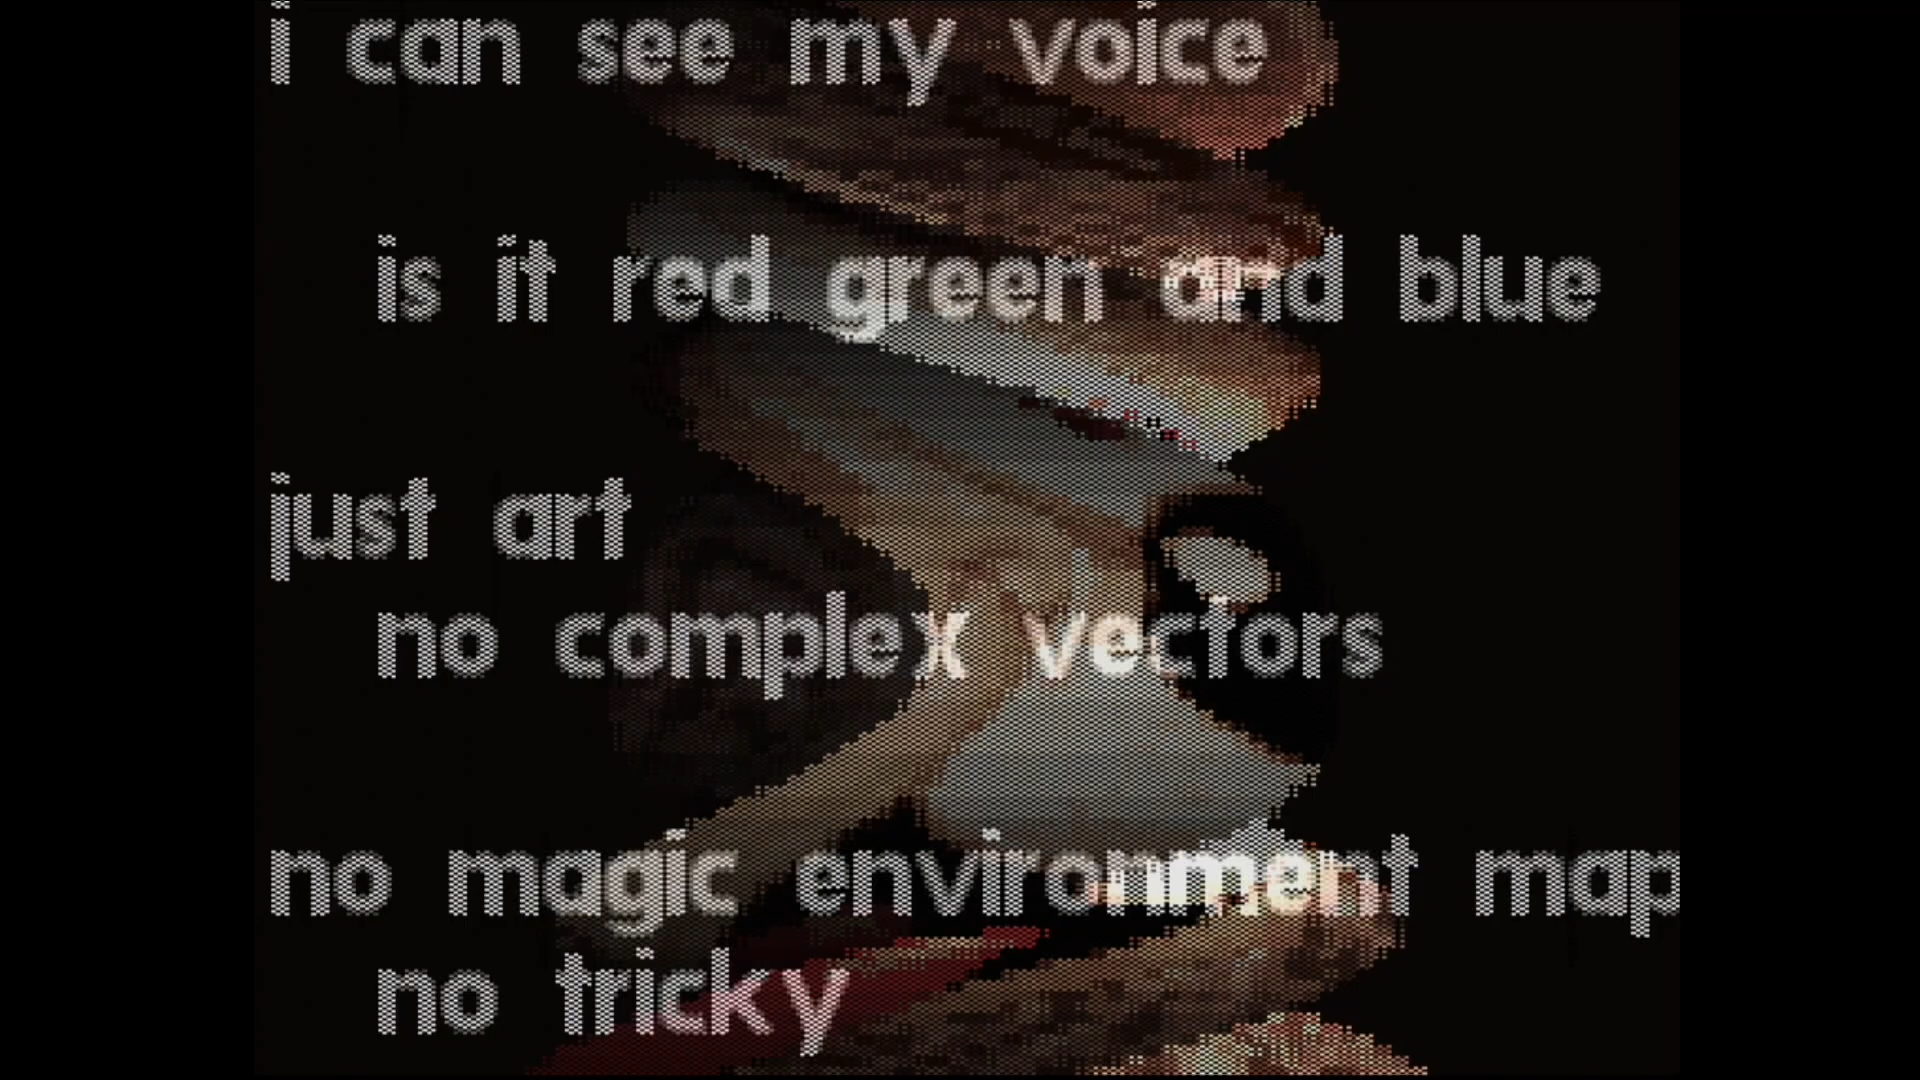 i can see my voice
is it red green and blue
just art
no complex vectors
no magic environment map
no tricky